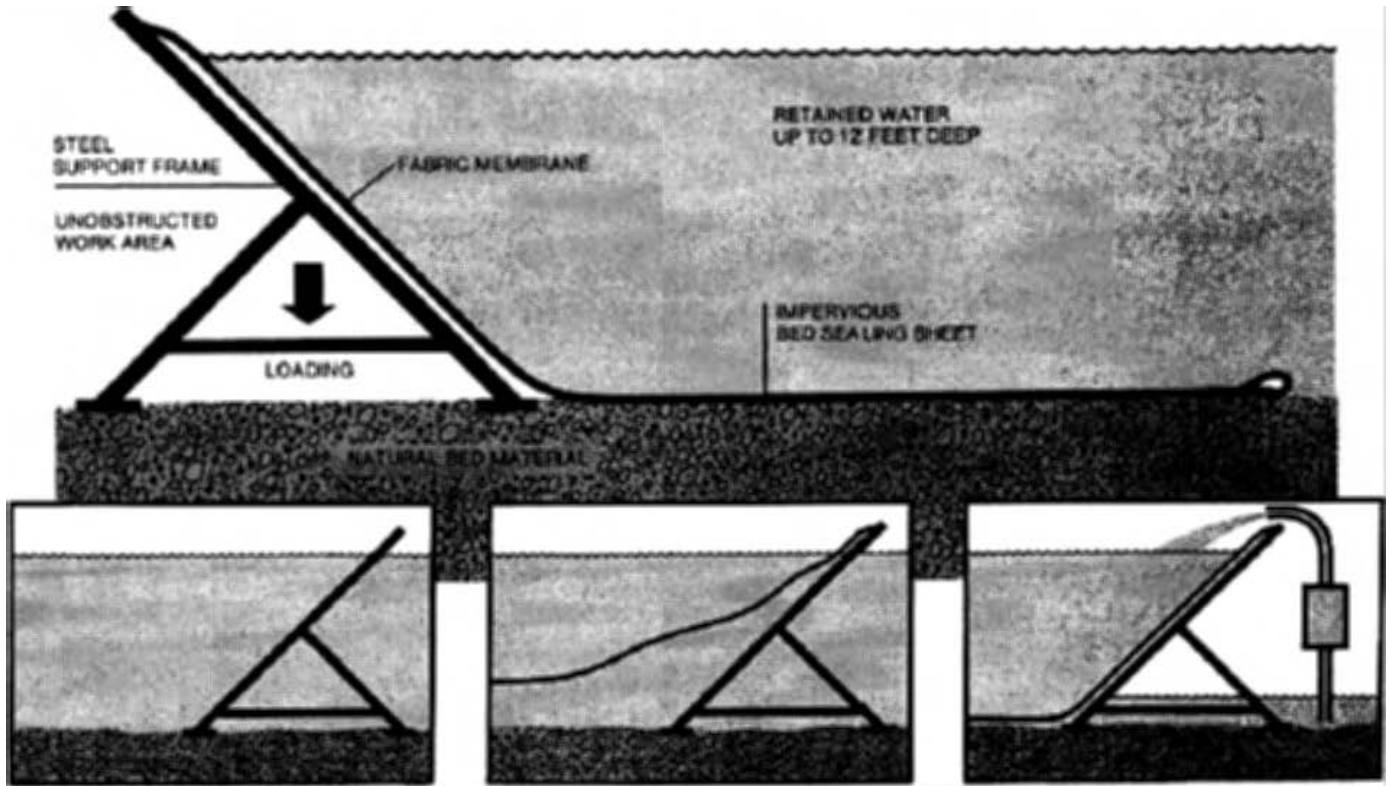 RETAINED WATER
UP TO 12 FEET DEEP
STEEL
SUPPORT FRAME
FABRIC MEMBRANE
UNOBSTRUCTED
WORK AREA
IMPERVIOUS
BED SEALING SHEET
LOADING
NATURAL BED MATERIAL